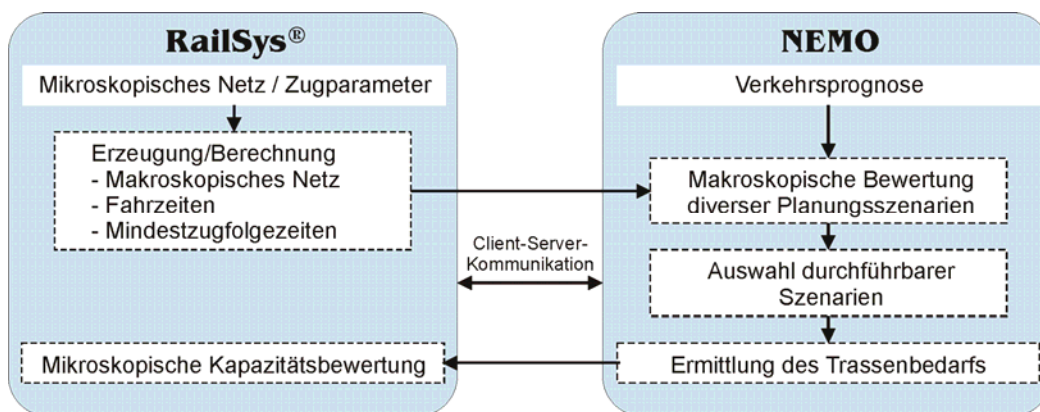 RailSys®
Mikroskopisches Netz / Zugparameter
Erzeugung/Berechnung
- Makroskopisches Netz
- Fahrzeiten
- Mindestzugfolgezeiten
Mikroskopische Kapazitätsbewertung
Client-Server-
Kommunikation
NEMO
Verkehrsprognose
Makroskopische Bewertung
diverser Planungsszenarien
Auswahl durchführbarer
Szenarien
Ermittlung des Trassenbedarfs